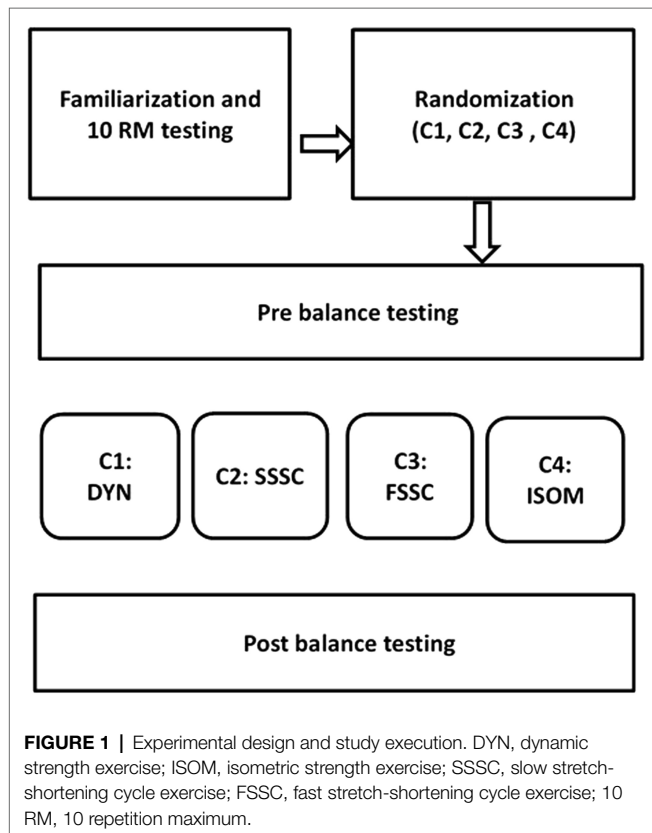 Familiarization and
10 RM testing
Randomization
(C1, C2, C3 , C4)
Pre balance testing
C1:
DYN
C2: SSSC
C3:
FSSC
C4:
ISOM
Post balance testing
FIGURE 1 | Experimental design and study execution. DYN, dynamic
strength exercise; ISOM, isometric strength exercise; SSSC, slow stretch-
shortening cycle exercise; FSSC, fast stretch-shortening cycle exercise; 10
RM, 10 repetition maximum.